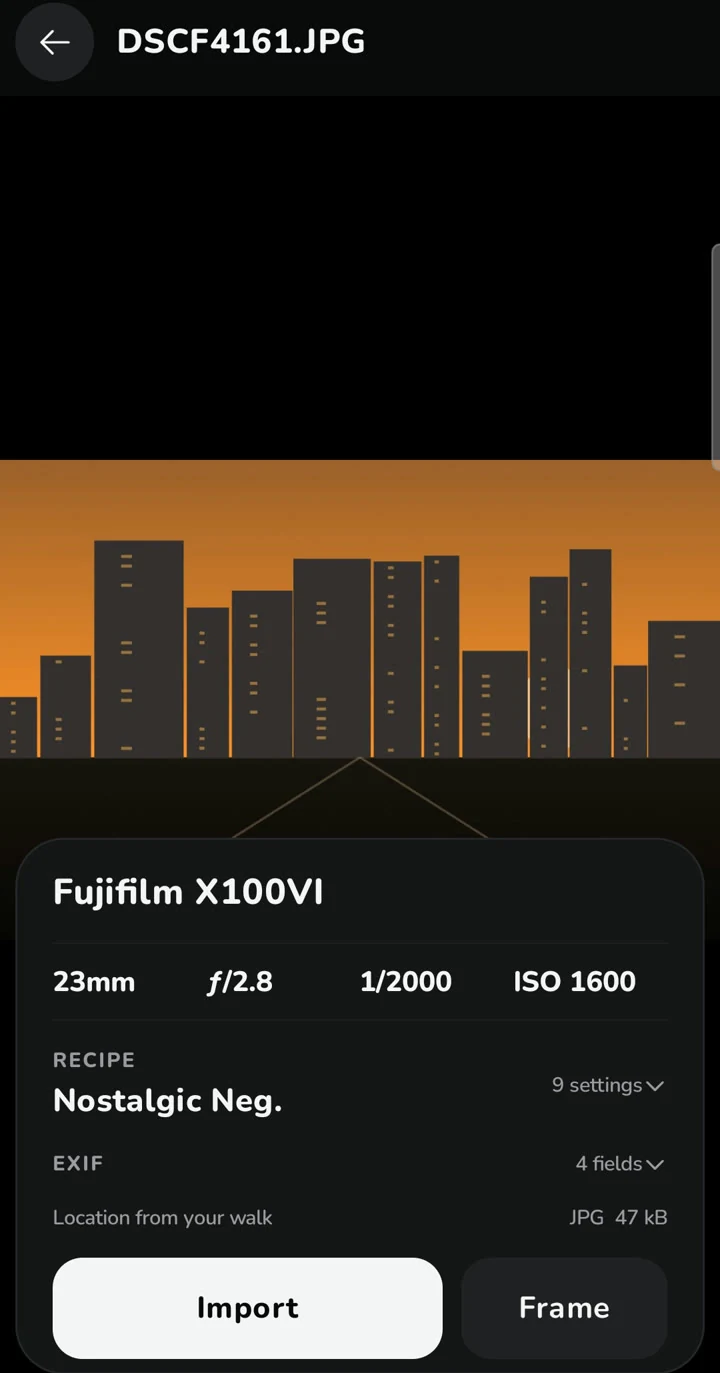 DSCF4161.JPG
Fujifilm X100VI
23mm ƒ/2.8 1/2000 ISO 1600
RECIPE
Nostalgic Neg.
9 settings
EXIF 4 fields
Location from your walk JPG 47 kB
Import Frame